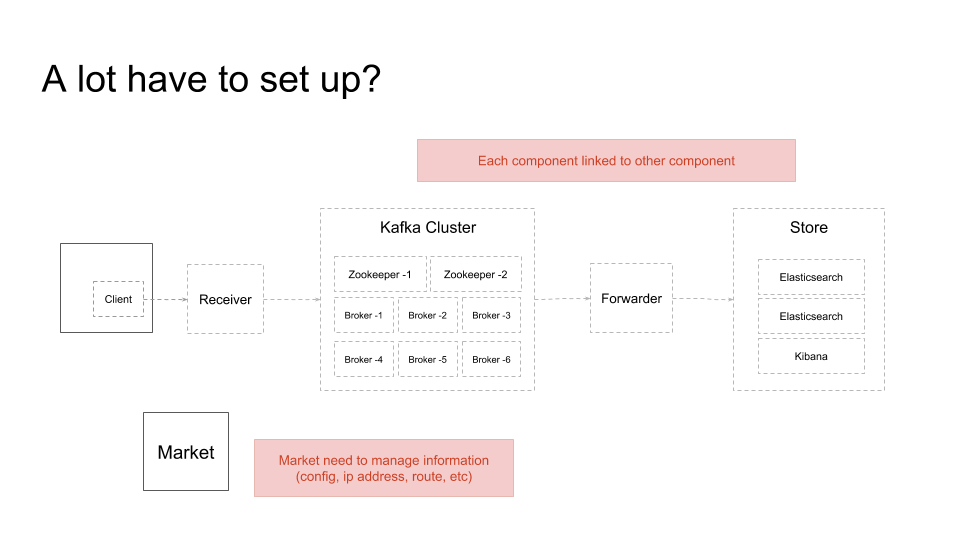 A lot have to set up?
Each component linked to other component
Kafka Cluster
Store
Zookeeper -1
Zookeeper -2
Elasticsearch
Client
Receiver
Forwarder
Broker -1
Broker -2
Broker -3
Elasticsearch
Broker -4
Broker -5
Broker -6
Kibana
Market
Market need to manage information
(config, ip address, route, etc)